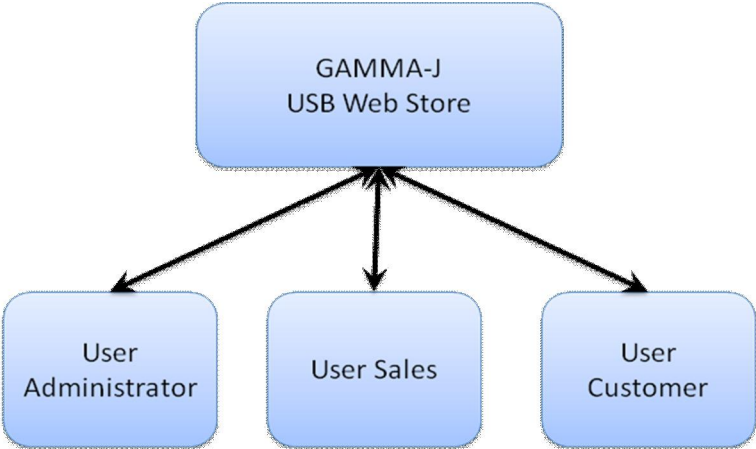 GAMMA-J
USB Web Store
User
Administrator
User Sales
User
Customer